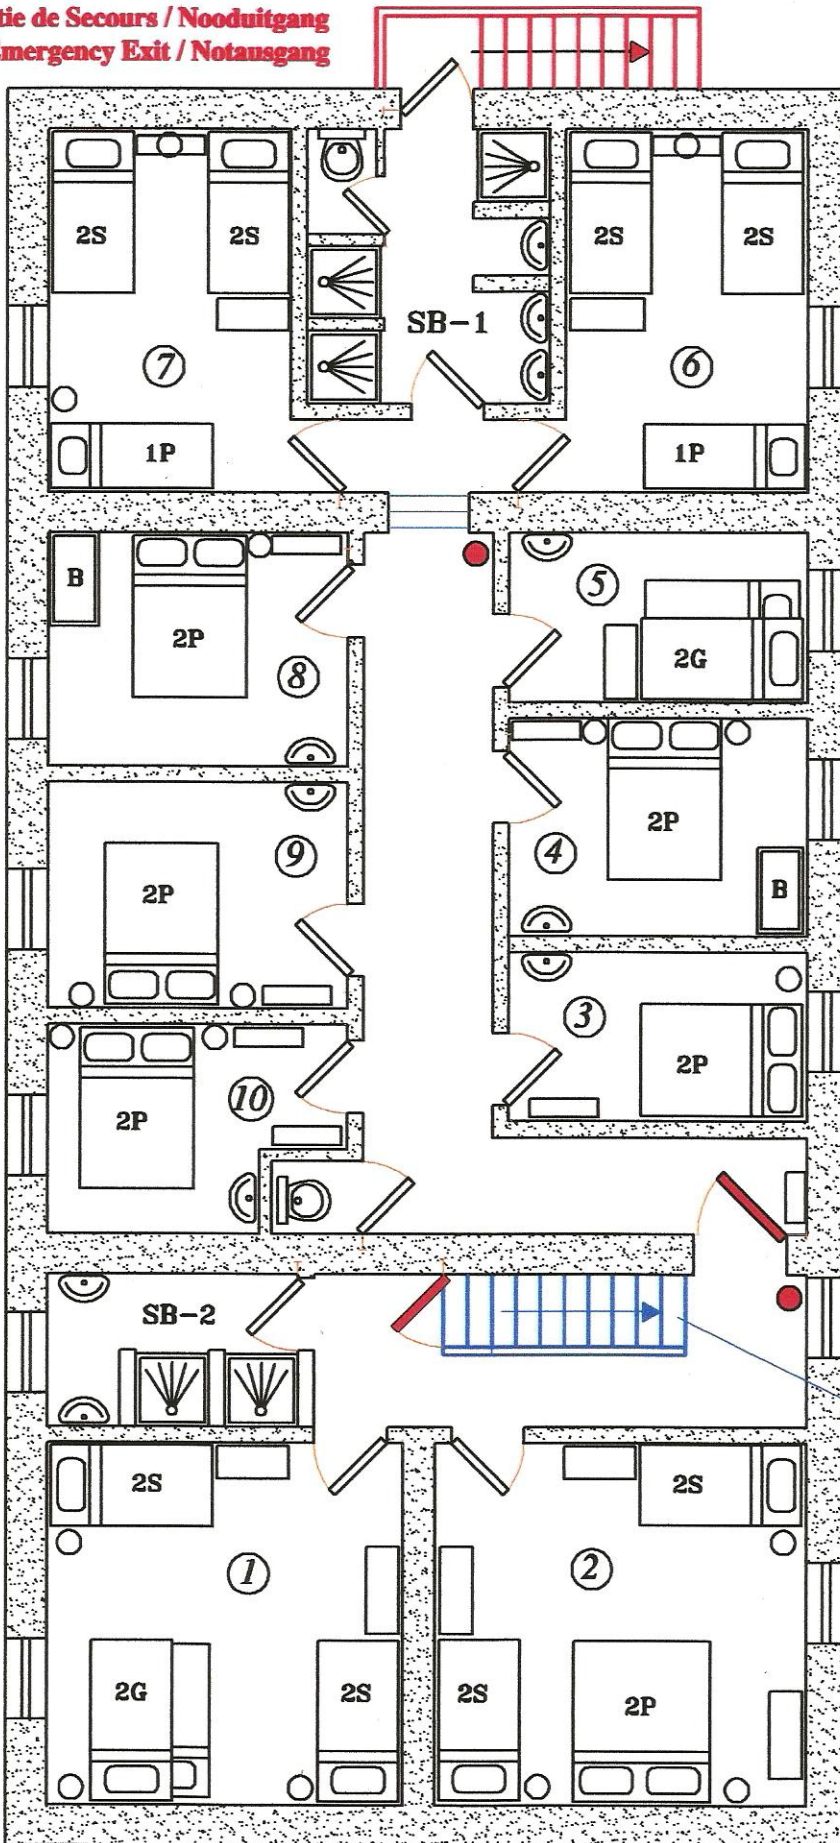 tie de Secours / Nooduitgang
mergency Exit / Notausgang
2S 2S 2S 2S
SB-1
7 6
1P 1P
B 5
2P 2G
8
9 2P
2P 4
B
3
10 2P
2P
SB-2
2S 2S
1 2
2G 2S 2S 2P